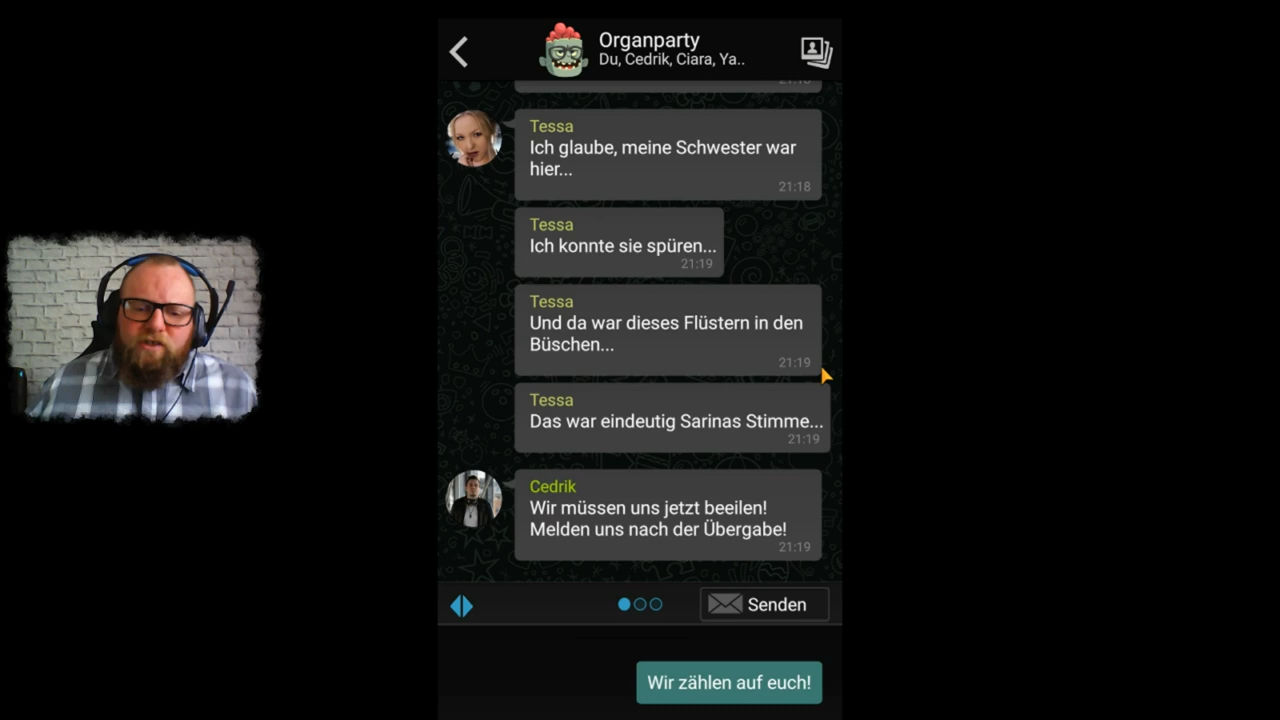 Organparty
Du, Cedrik, Ciara, Ya..
Tessa
Ich glaube, meine Schwester war
hier...
21:18
Tessa
Ich konnte sie spüren...
21:19
Tessa
Und da war dieses Flüstern in den
Büschen...
21:19
Tessa
Das war eindeutig Sarinas Stimme...
21:19
Cedrik
Wir müssen uns jetzt beeilen!
Melden uns nach der Übergabe!
21:19
Senden
Wir zählen auf euch!